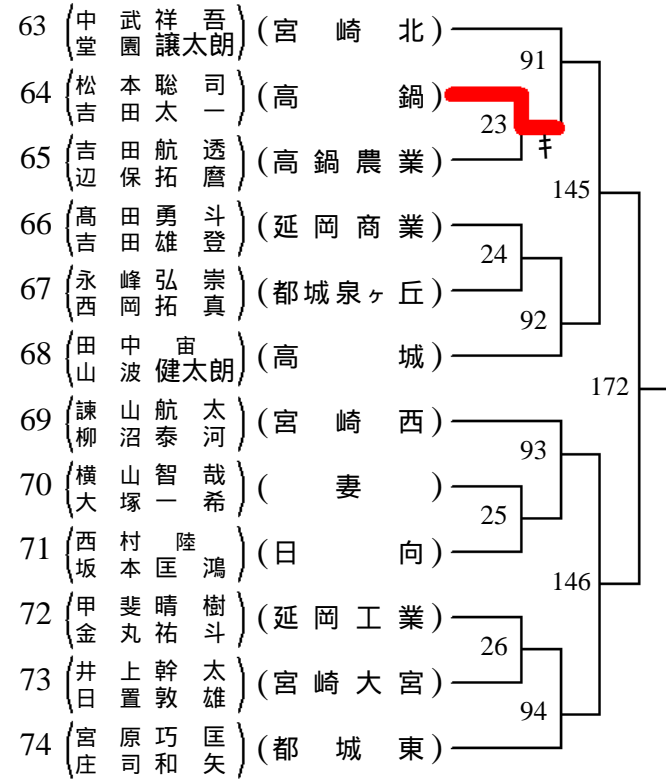 63 中武祥吾 堂園譲太朗 (宮崎北)
64 松本聡司 吉田太一 (高鍋)
65 吉田航透 辺保拓麿 (高鍋農業)
66 髙田勇斗 吉田雄登 (延岡商業)
67 永峰弘崇 西岡拓真 (都城泉ヶ丘)
68 田中宙 山波健太朗 (高城)
69 諫山航太 柳沼泰河 (宮崎西)
70 横山智哉 大塚一希 (妻)
71 西村陸 坂本匡鴻 (日向)
72 甲斐晴樹 金丸祐斗 (延岡工業)
73 井上幹太 日置敦雄 (宮崎大宮)
74 宮原巧匡 庄司和矢 (都城東)
91
23
キ
145
24
92
172
93
25
146
26
94